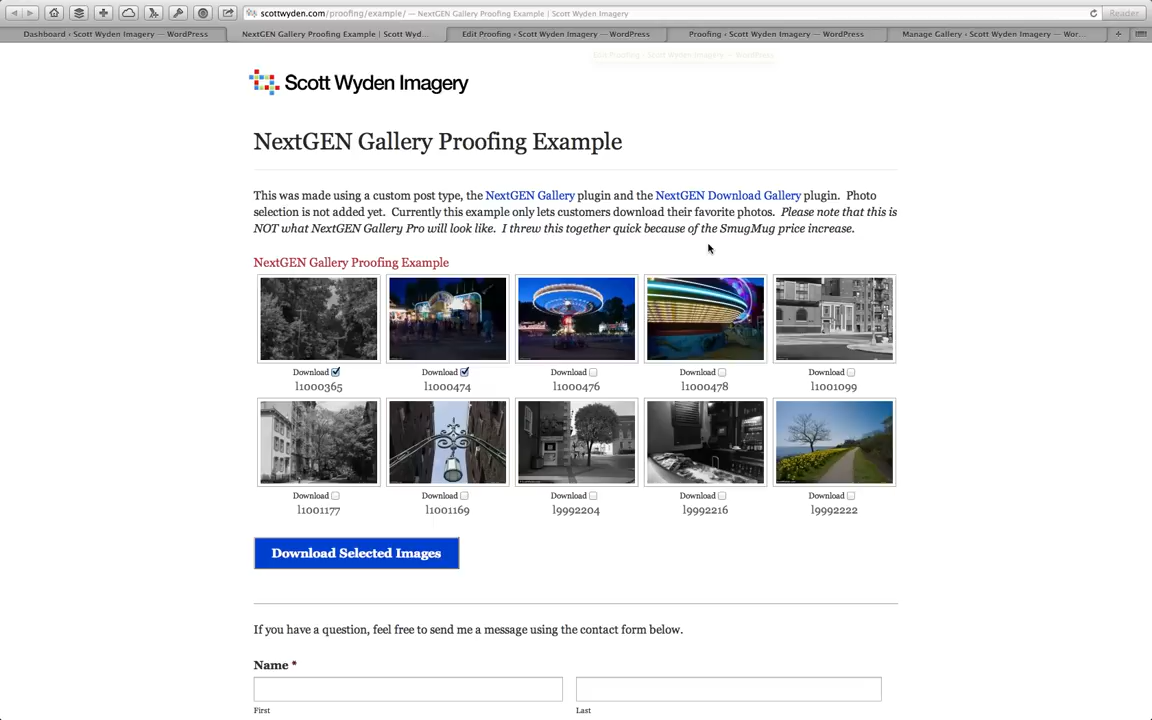 scottwyden.com/proofing/example/ — NextGEN Gallery Proofing Example | Scott Wyden Imagery
Reader
Dashboard ‹ Scott Wyden Imagery — WordPress
NextGEN Gallery Proofing Example | Scott Wyd...
Edit Proofing ‹ Scott Wyden Imagery — WordPress
Proofing ‹ Scott Wyden Imagery — WordPress
Manage Gallery ‹ Scott Wyden Imagery — Wor...
Edit Proofing ‹ Scott Wyden Imagery — WordPress
Scott Wyden Imagery
NextGEN Gallery Proofing Example
This was made using a custom post type, the NextGEN Gallery plugin and the NextGEN Download Gallery plugin. Photo
selection is not added yet. Currently this example only lets customers download their favorite photos. Please note that this is
NOT what NextGEN Gallery Pro will look like. I threw this together quick because of the SmugMug price increase.
NextGEN Gallery Proofing Example
Download Download Download Download Download
l1000365 l1000474 l1000476 l1000478 l1001099
Download Download Download Download Download
l1001177 l1001169 l9992204 l9992216 l9992222
Download Selected Images
If you have a question, feel free to send me a message using the contact form below.
Name *
First Last